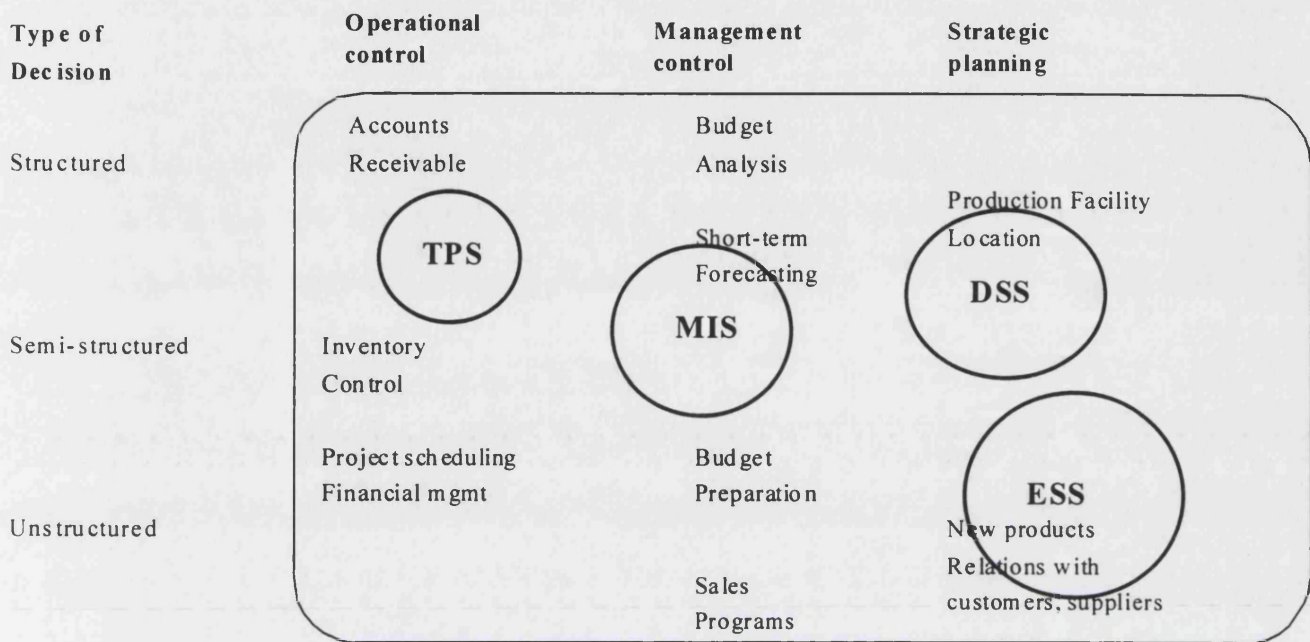 Type of
Decision
Operational
control
Management
control
Strategic
planning
Structured
Accounts
Receivable
Budget
Analysis
Production Facility
Location
TPS
Short-term
Forecasting
DSS
MIS
Semi-structured
Inventory
Control
Project scheduling
Financial mgmt
Budget
Preparation
ESS
Unstructured
New products
Relations with
customers, suppliers
Sales
Programs